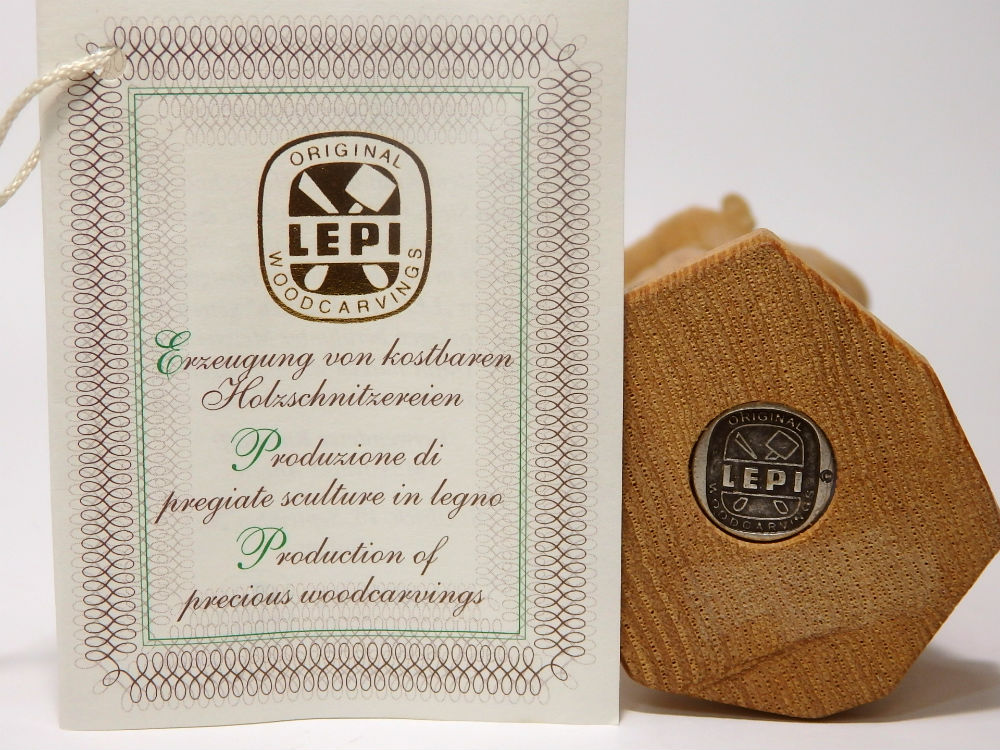 ORIGINAL
LEPI
WOODCARVINGS
Erzeugung von kostbaren
Holzschnitzereien
Produzione di
pregiate sculture in legno
Production of
precious woodcarvings
ORIGINAL
LEPI
WOODCARVINGS